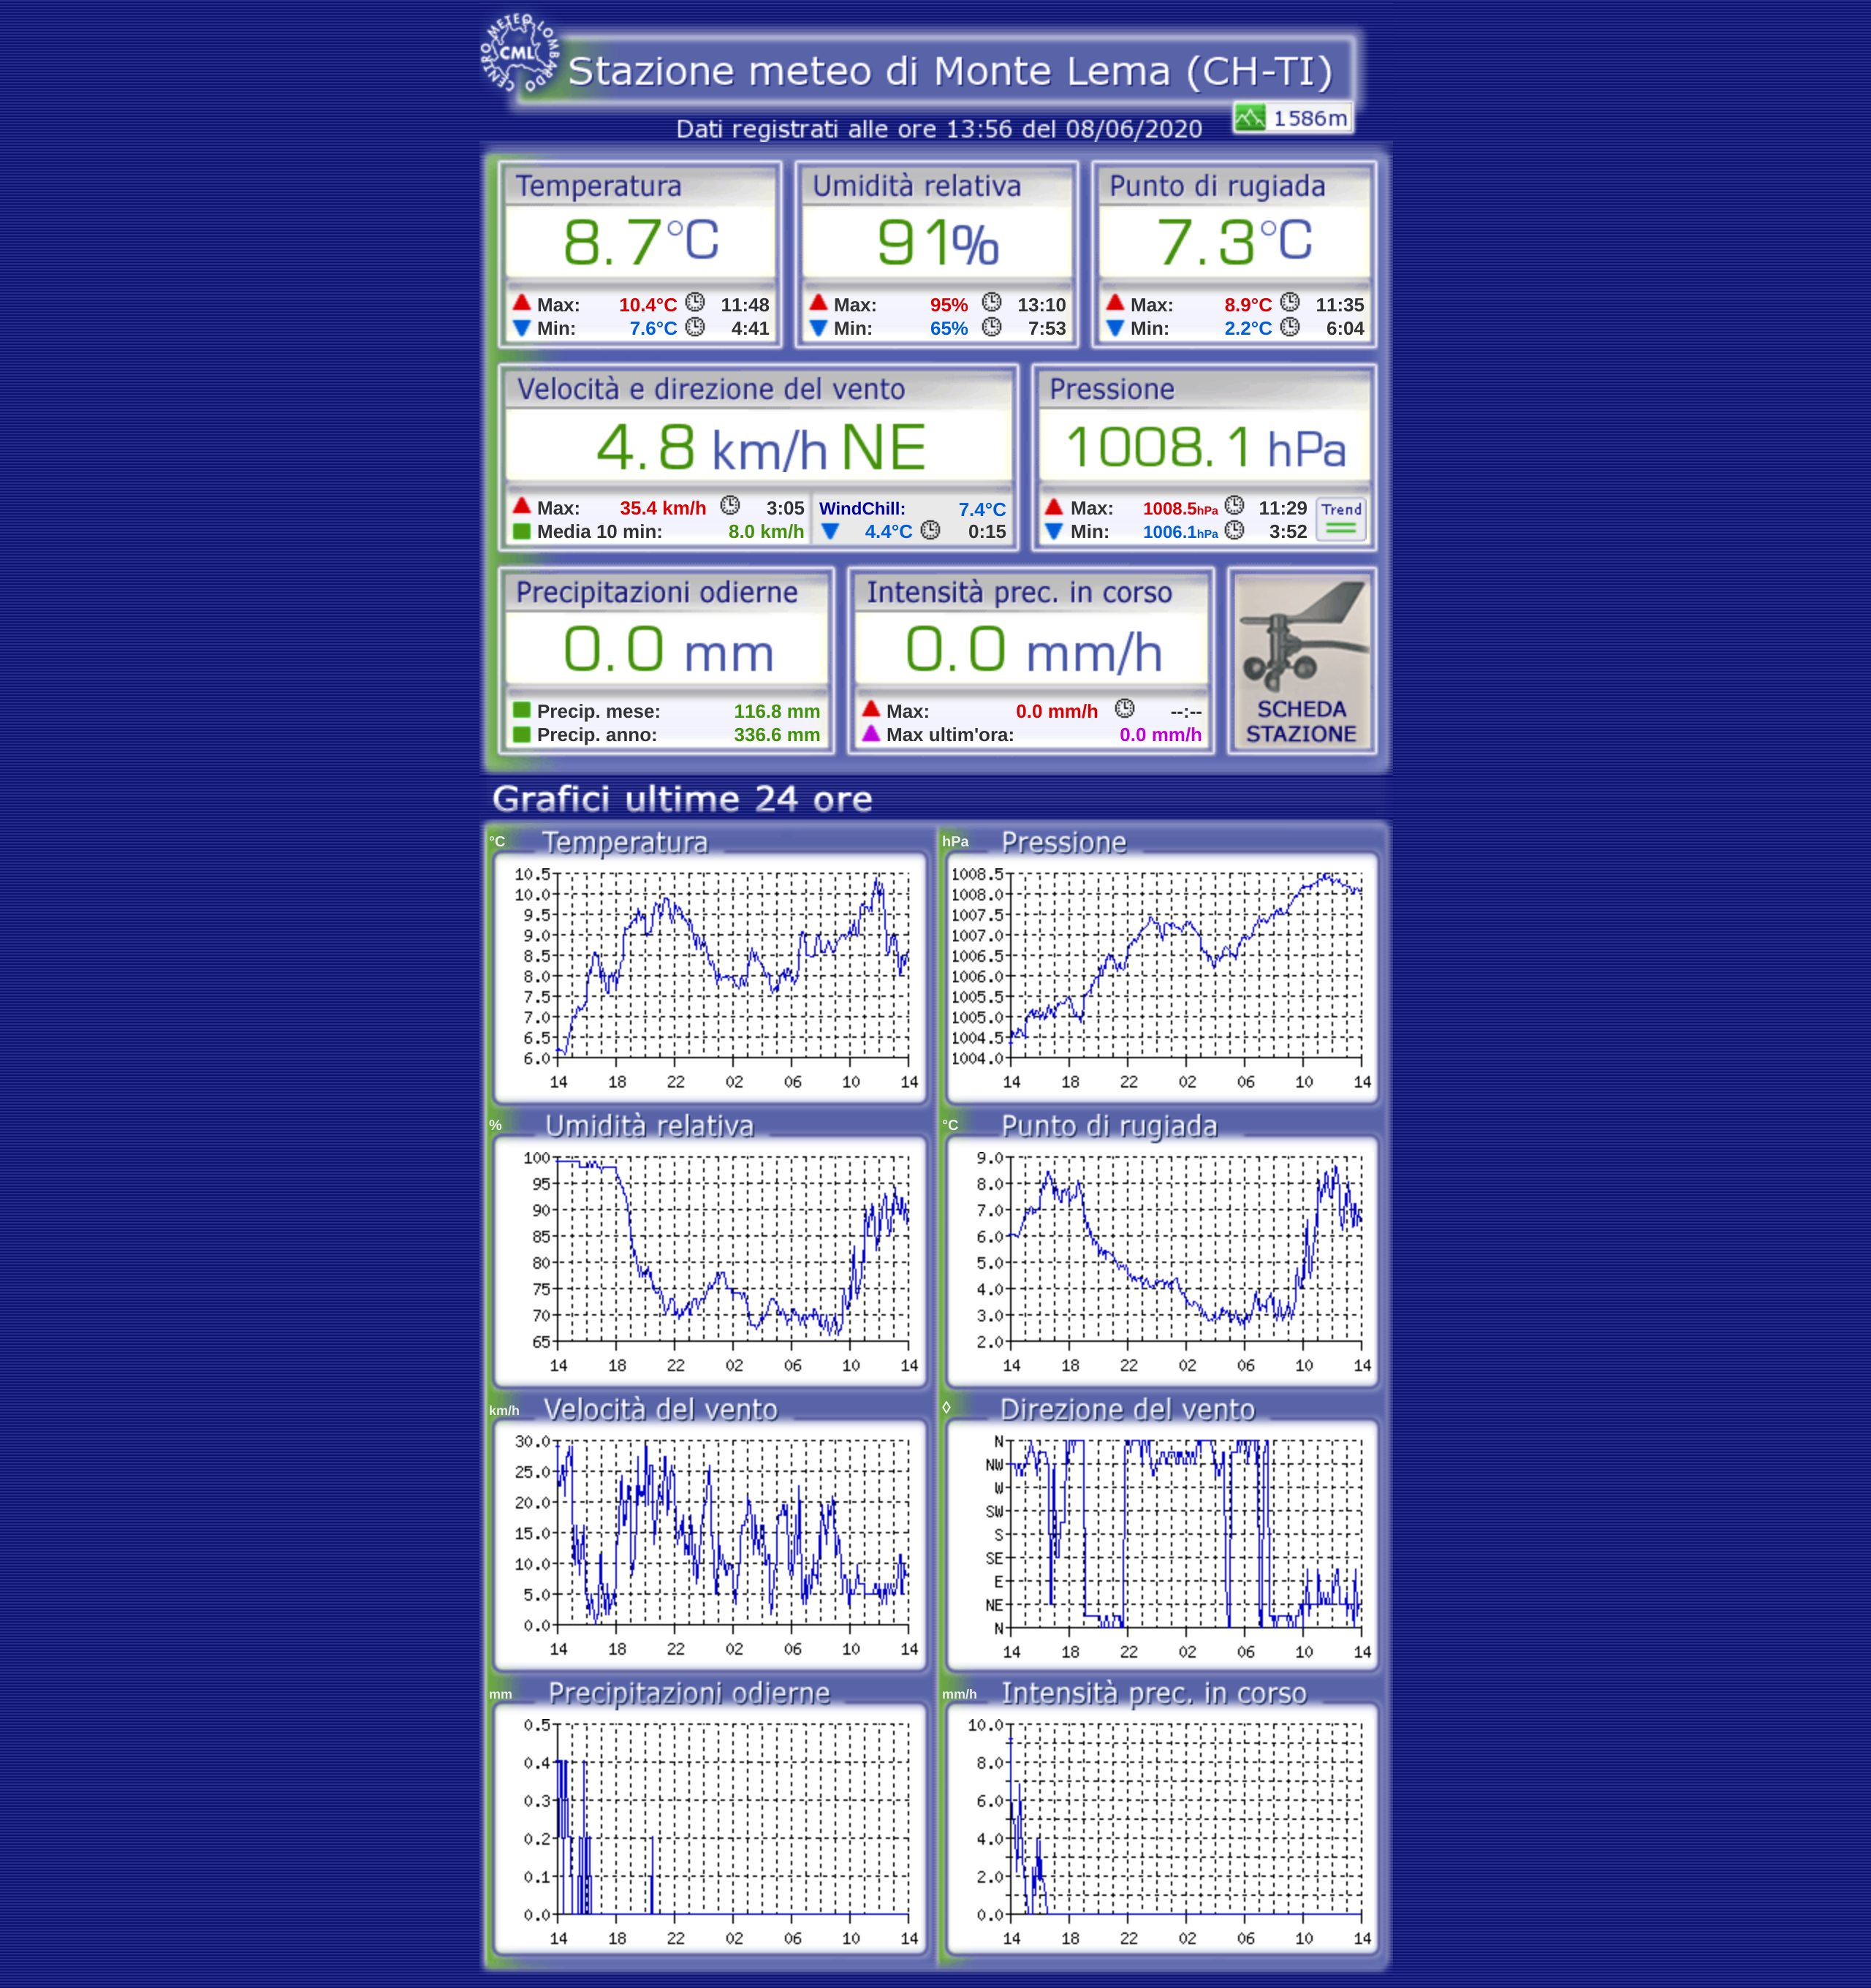 CENTRO METEO LOMBARDO
CML
Stazione meteo di Monte Lema (CH-TI)
1586m
Dati registrati alle ore 13:56 del 08/06/2020
Temperatura
8.7°C
Max: 10.4°C 11:48
Min: 7.6°C 4:41
Umidità relativa
91%
Max: 95% 13:10
Min: 65% 7:53
Punto di rugiada
7.3°C
Max: 8.9°C 11:35
Min: 2.2°C 6:04
Velocità e direzione del vento
4.8 km/h NE
Max: 35.4 km/h 3:05
Media 10 min: 8.0 km/h
WindChill: 7.4°C
4.4°C 0:15
Pressione
1008.1 hPa
Max: 1008.5hPa 11:29
Min: 1006.1hPa 3:52
Trend
Precipitazioni odierne
0.0 mm
Precip. mese: 116.8 mm
Precip. anno: 336.6 mm
Intensità prec. in corso
0.0 mm/h
Max: 0.0 mm/h --:--
Max ultim'ora: 0.0 mm/h
SCHEDA
STAZIONE
Grafici ultime 24 ore
°C Temperatura
10.5
10.0
9.5
9.0
8.5
8.0
7.5
7.0
6.5
6.0
14 18 22 02 06 10 14
hPa Pressione
1008.5
1008.0
1007.5
1007.0
1006.5
1006.0
1005.5
1005.0
1004.5
1004.0
14 18 22 02 06 10 14
% Umidità relativa
100
95
90
85
80
75
70
65
14 18 22 02 06 10 14
°C Punto di rugiada
9.0
8.0
7.0
6.0
5.0
4.0
3.0
2.0
14 18 22 02 06 10 14
km/h Velocità del vento
30.0
25.0
20.0
15.0
10.0
5.0
0.0
14 18 22 02 06 10 14
◊ Direzione del vento
N
NW
W
SW
S
SE
E
NE
N
14 18 22 02 06 10 14
mm Precipitazioni odierne
0.5
0.4
0.3
0.2
0.1
0.0
14 18 22 02 06 10 14
mm/h Intensità prec. in corso
10.0
8.0
6.0
4.0
2.0
0.0
14 18 22 02 06 10 14